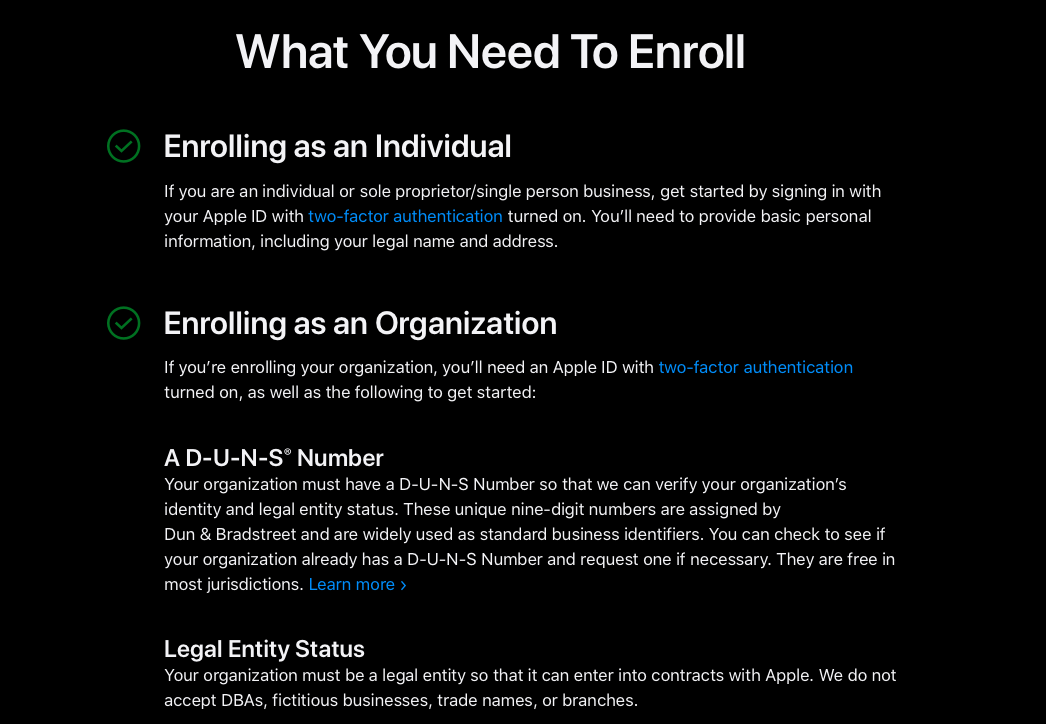 What You Need To Enroll
Enrolling as an Individual
If you are an individual or sole proprietor/single person business, get started by signing in with
your Apple ID with two-factor authentication turned on. You’ll need to provide basic personal
information, including your legal name and address.
Enrolling as an Organization
If you’re enrolling your organization, you’ll need an Apple ID with two-factor authentication
turned on, as well as the following to get started:
A D-U-N-S® Number
Your organization must have a D-U-N-S Number so that we can verify your organization’s
identity and legal entity status. These unique nine-digit numbers are assigned by
Dun & Bradstreet and are widely used as standard business identifiers. You can check to see if
your organization already has a D-U-N-S Number and request one if necessary. They are free in
most jurisdictions. Learn more ›
Legal Entity Status
Your organization must be a legal entity so that it can enter into contracts with Apple. We do not
accept DBAs, fictitious businesses, trade names, or branches.